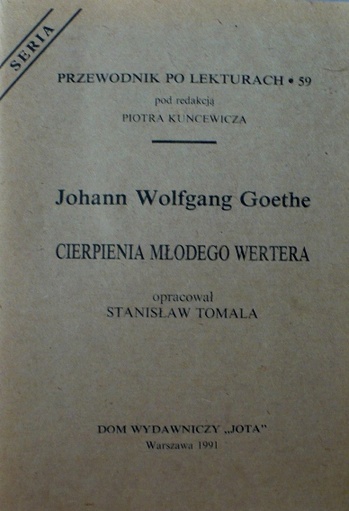 SERIA
PRZEWODNIK PO LEKTURACH • 59
pod redakcją
PIOTRA KUNCEWICZA
Johann Wolfgang Goethe
CIERPIENIA MŁODEGO WERTERA
opracował
STANISŁAW TOMALA
DOM WYDAWNICZY „JOTA”
Warszawa 1991